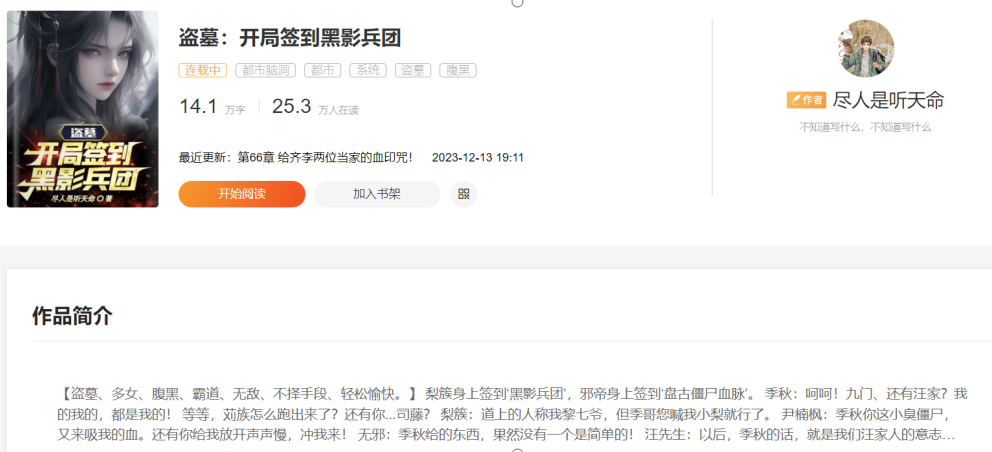 盗墓：开局签到黑影兵团
连载中 都市脑洞 都市 系统 盗墓 腹黑
14.1 万字 25.3 万人在读
最近更新：第66章 给齐李两位当家的血印咒！ 2023-12-13 19:11
开始阅读 加入书架
盗墓
开局签到
黑影兵团
尽人是听天命 著
作者 尽人是听天命
不知道写什么，不知道写什么
作品简介
【盗墓、多女、腹黑、霸道、无敌、不择手段、轻松愉快。】 梨簇身上签到'黑影兵团'，邪帝身上签到'盘古僵尸血脉'。 季秋：呵呵！九门、还有汪家？我
的我的，都是我的！ 等等，茹族怎么跑出来了？还有你...司藤？ 梨簇：道上的人称我黎七爷，但季哥您喊我小梨就行了。 尹楠枫：季秋你这小臭僵尸，
又来吸我的血。还有你给我放开声声慢，冲我来！ 无邪：季秋给的东西，果然没有一个是简单的！ 汪先生：以后，季秋的话，就是我们汪家人的意志...